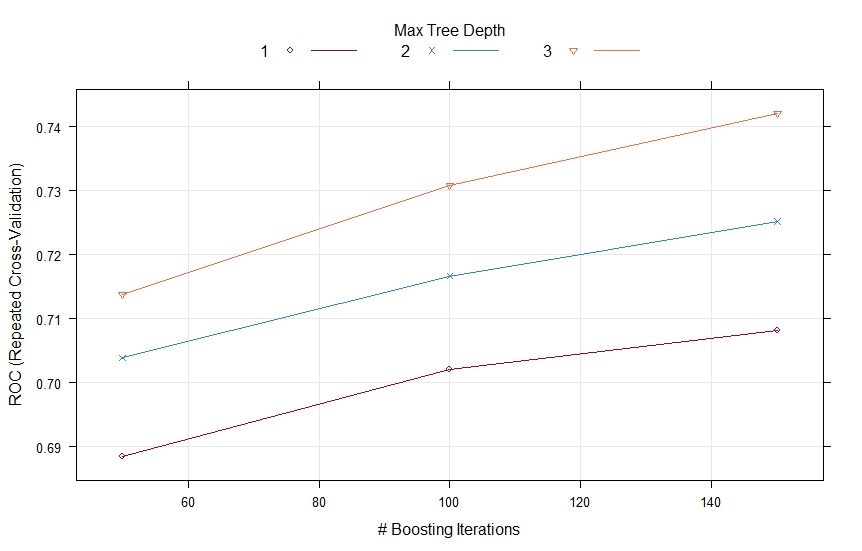 Max Tree Depth
1 2 3
0.74
0.73
0.72
0.71
0.70
0.69
ROC (Repeated Cross-Validation)
60 80 100 120 140
# Boosting Iterations